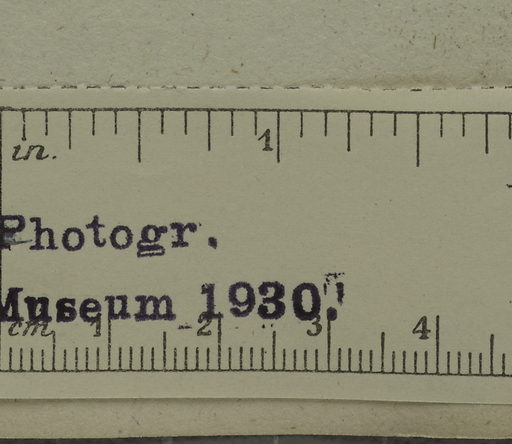 1
in.
Photogr.
Museum 1930.
cm 1 2 3 4